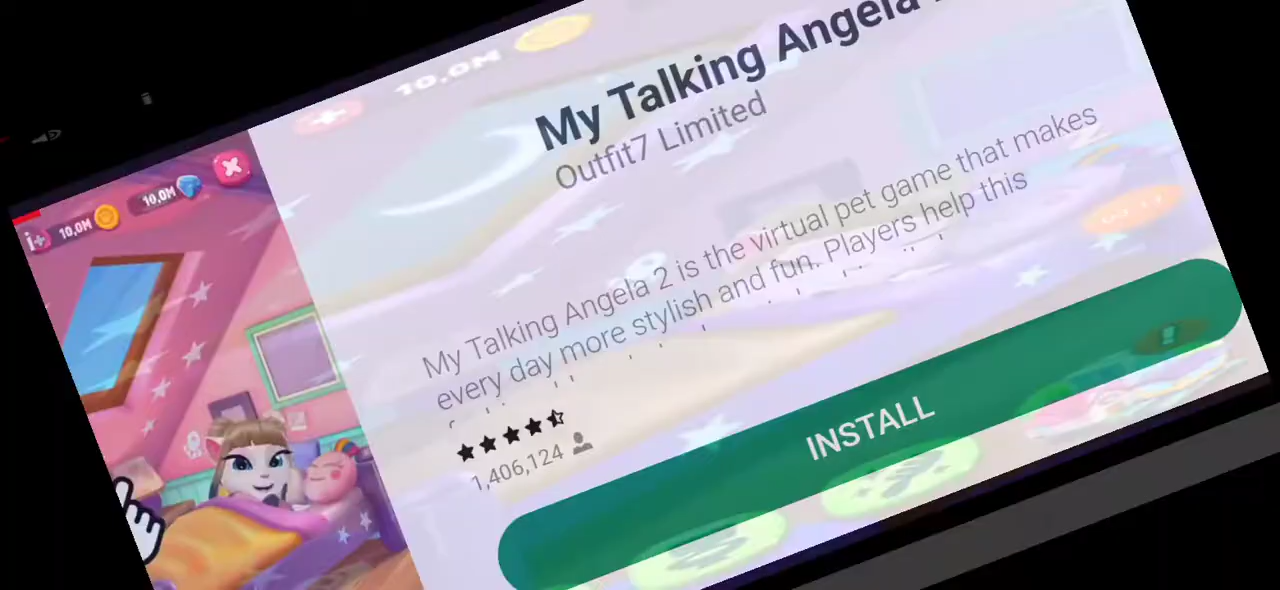 10,0M
10,0M
10,0M
My Talking Angela
Outfit7 Limited
My Talking Angela 2 is the virtual pet game that makes
every day more stylish and fun. Players help this
1,406,124
INSTALL